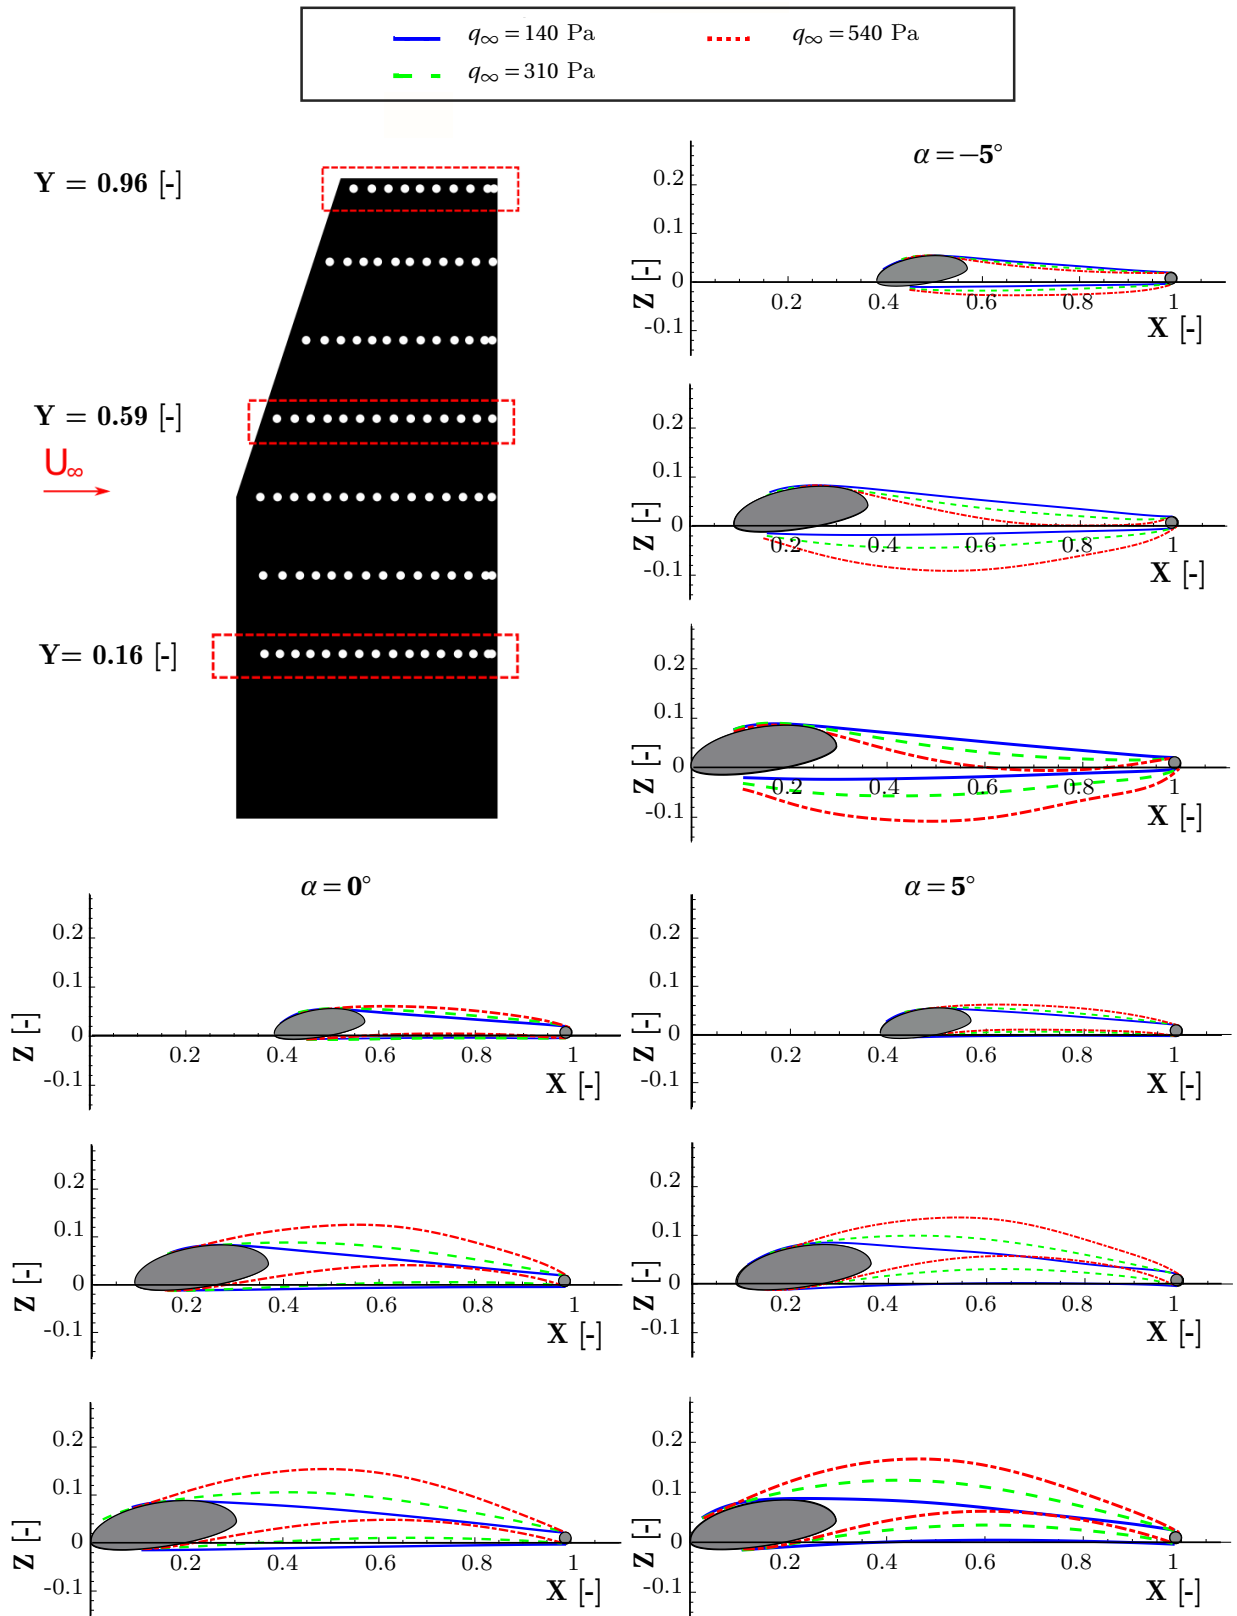 q∞ = 140 Pa
q∞ = 540 Pa
q∞ = 310 Pa
Y = 0.96 [-]
Y = 0.59 [-]
U∞
Y= 0.16 [-]
α = −5°
0.2
0.1
0
-0.1
Z [-]
0.2 0.4 0.6 0.8 1
X [-]
0.2
0.1
0
-0.1
Z [-]
0.2 0.4 0.6 0.8 1
X [-]
0.2
0.1
0
-0.1
Z [-]
0.2 0.4 0.6 0.8 1
X [-]
α = 0°
0.2
0.1
0
-0.1
Z [-]
0.2 0.4 0.6 0.8 1
X [-]
0.2
0.1
0
-0.1
Z [-]
0.2 0.4 0.6 0.8 1
X [-]
0.2
0.1
0
-0.1
Z [-]
0.2 0.4 0.6 0.8 1
X [-]
α = 5°
0.2
0.1
0
-0.1
Z [-]
0.2 0.4 0.6 0.8 1
X [-]
0.2
0.1
0
-0.1
Z [-]
0.2 0.4 0.6 0.8 1
X [-]
0.2
0.1
0
-0.1
Z [-]
0.2 0.4 0.6 0.8 1
X [-]